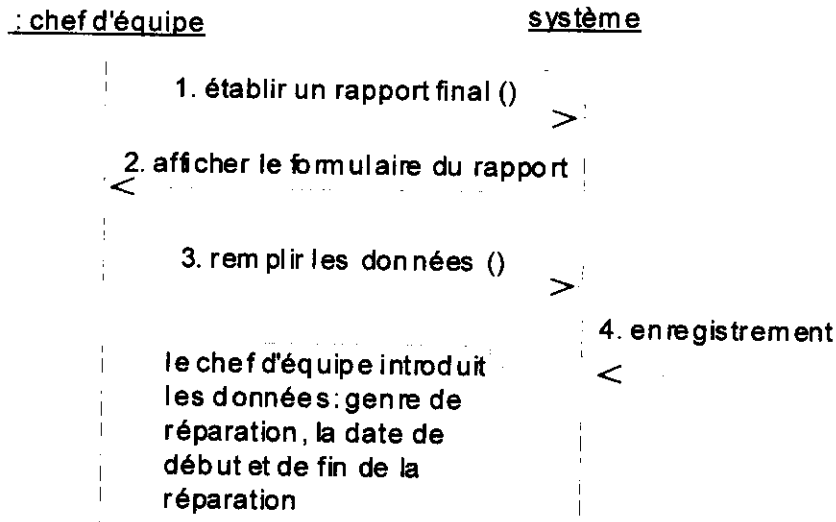 : chef d'équipe système
1. établir un rapport final ()
2. afficher le formulaire du rapport
3. remplir les données ()
4. enregistrement
le chef d'équipe introduit
les données: genre de
réparation, la date de
début et de fin de la
réparation